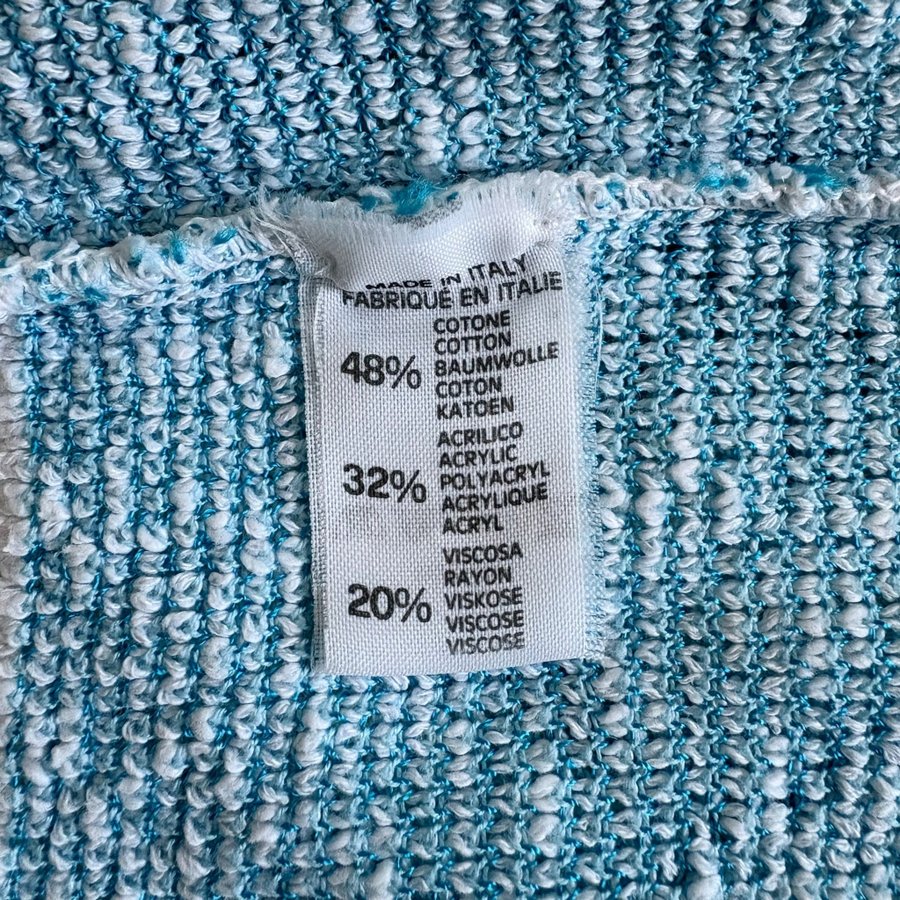 MADE IN ITALY
FABRIQUÉ EN ITALIE
48%
COTONE
COTTON
BAUMWOLLE
COTON
KATOEN
32%
ACRILICO
ACRYLIC
POLYACRYL
ACRYLIQUE
ACRYL
20%
VISCOSA
RAYON
VISKOSE
VISCOSE
VISCOSE